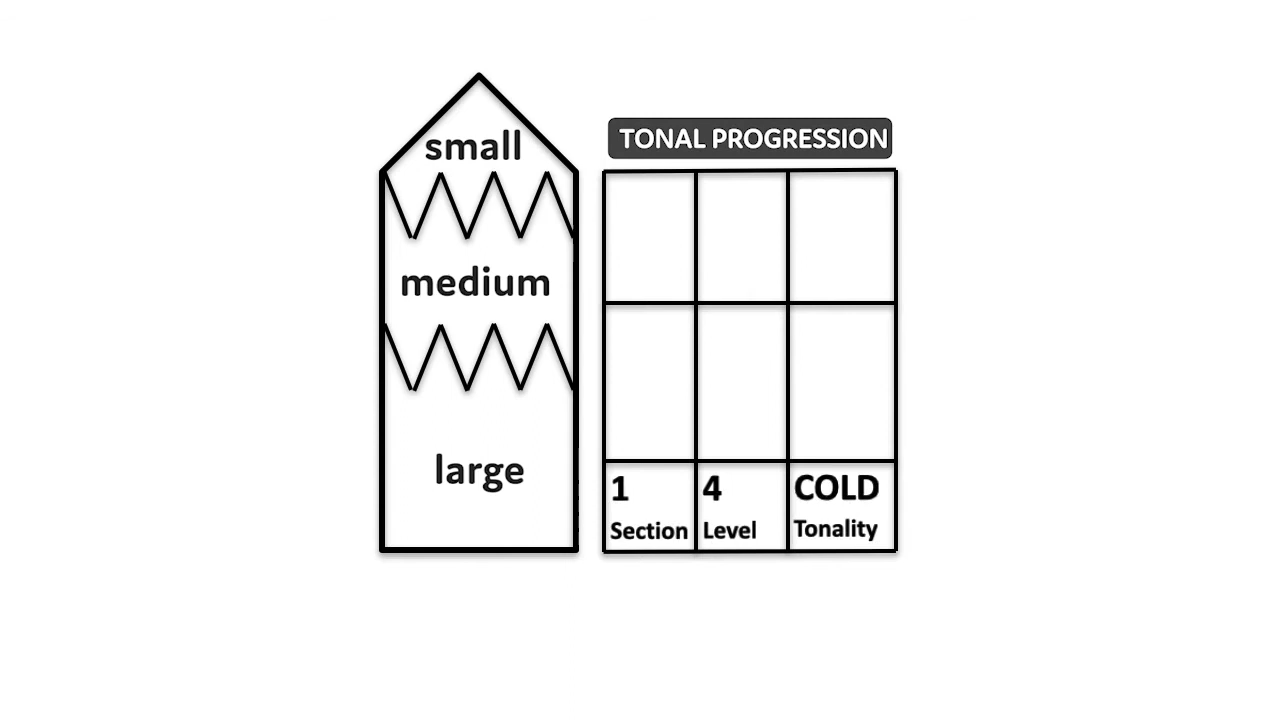 small
medium
large
TONAL PROGRESSION
1
Section
4
Level
COLD
Tonality